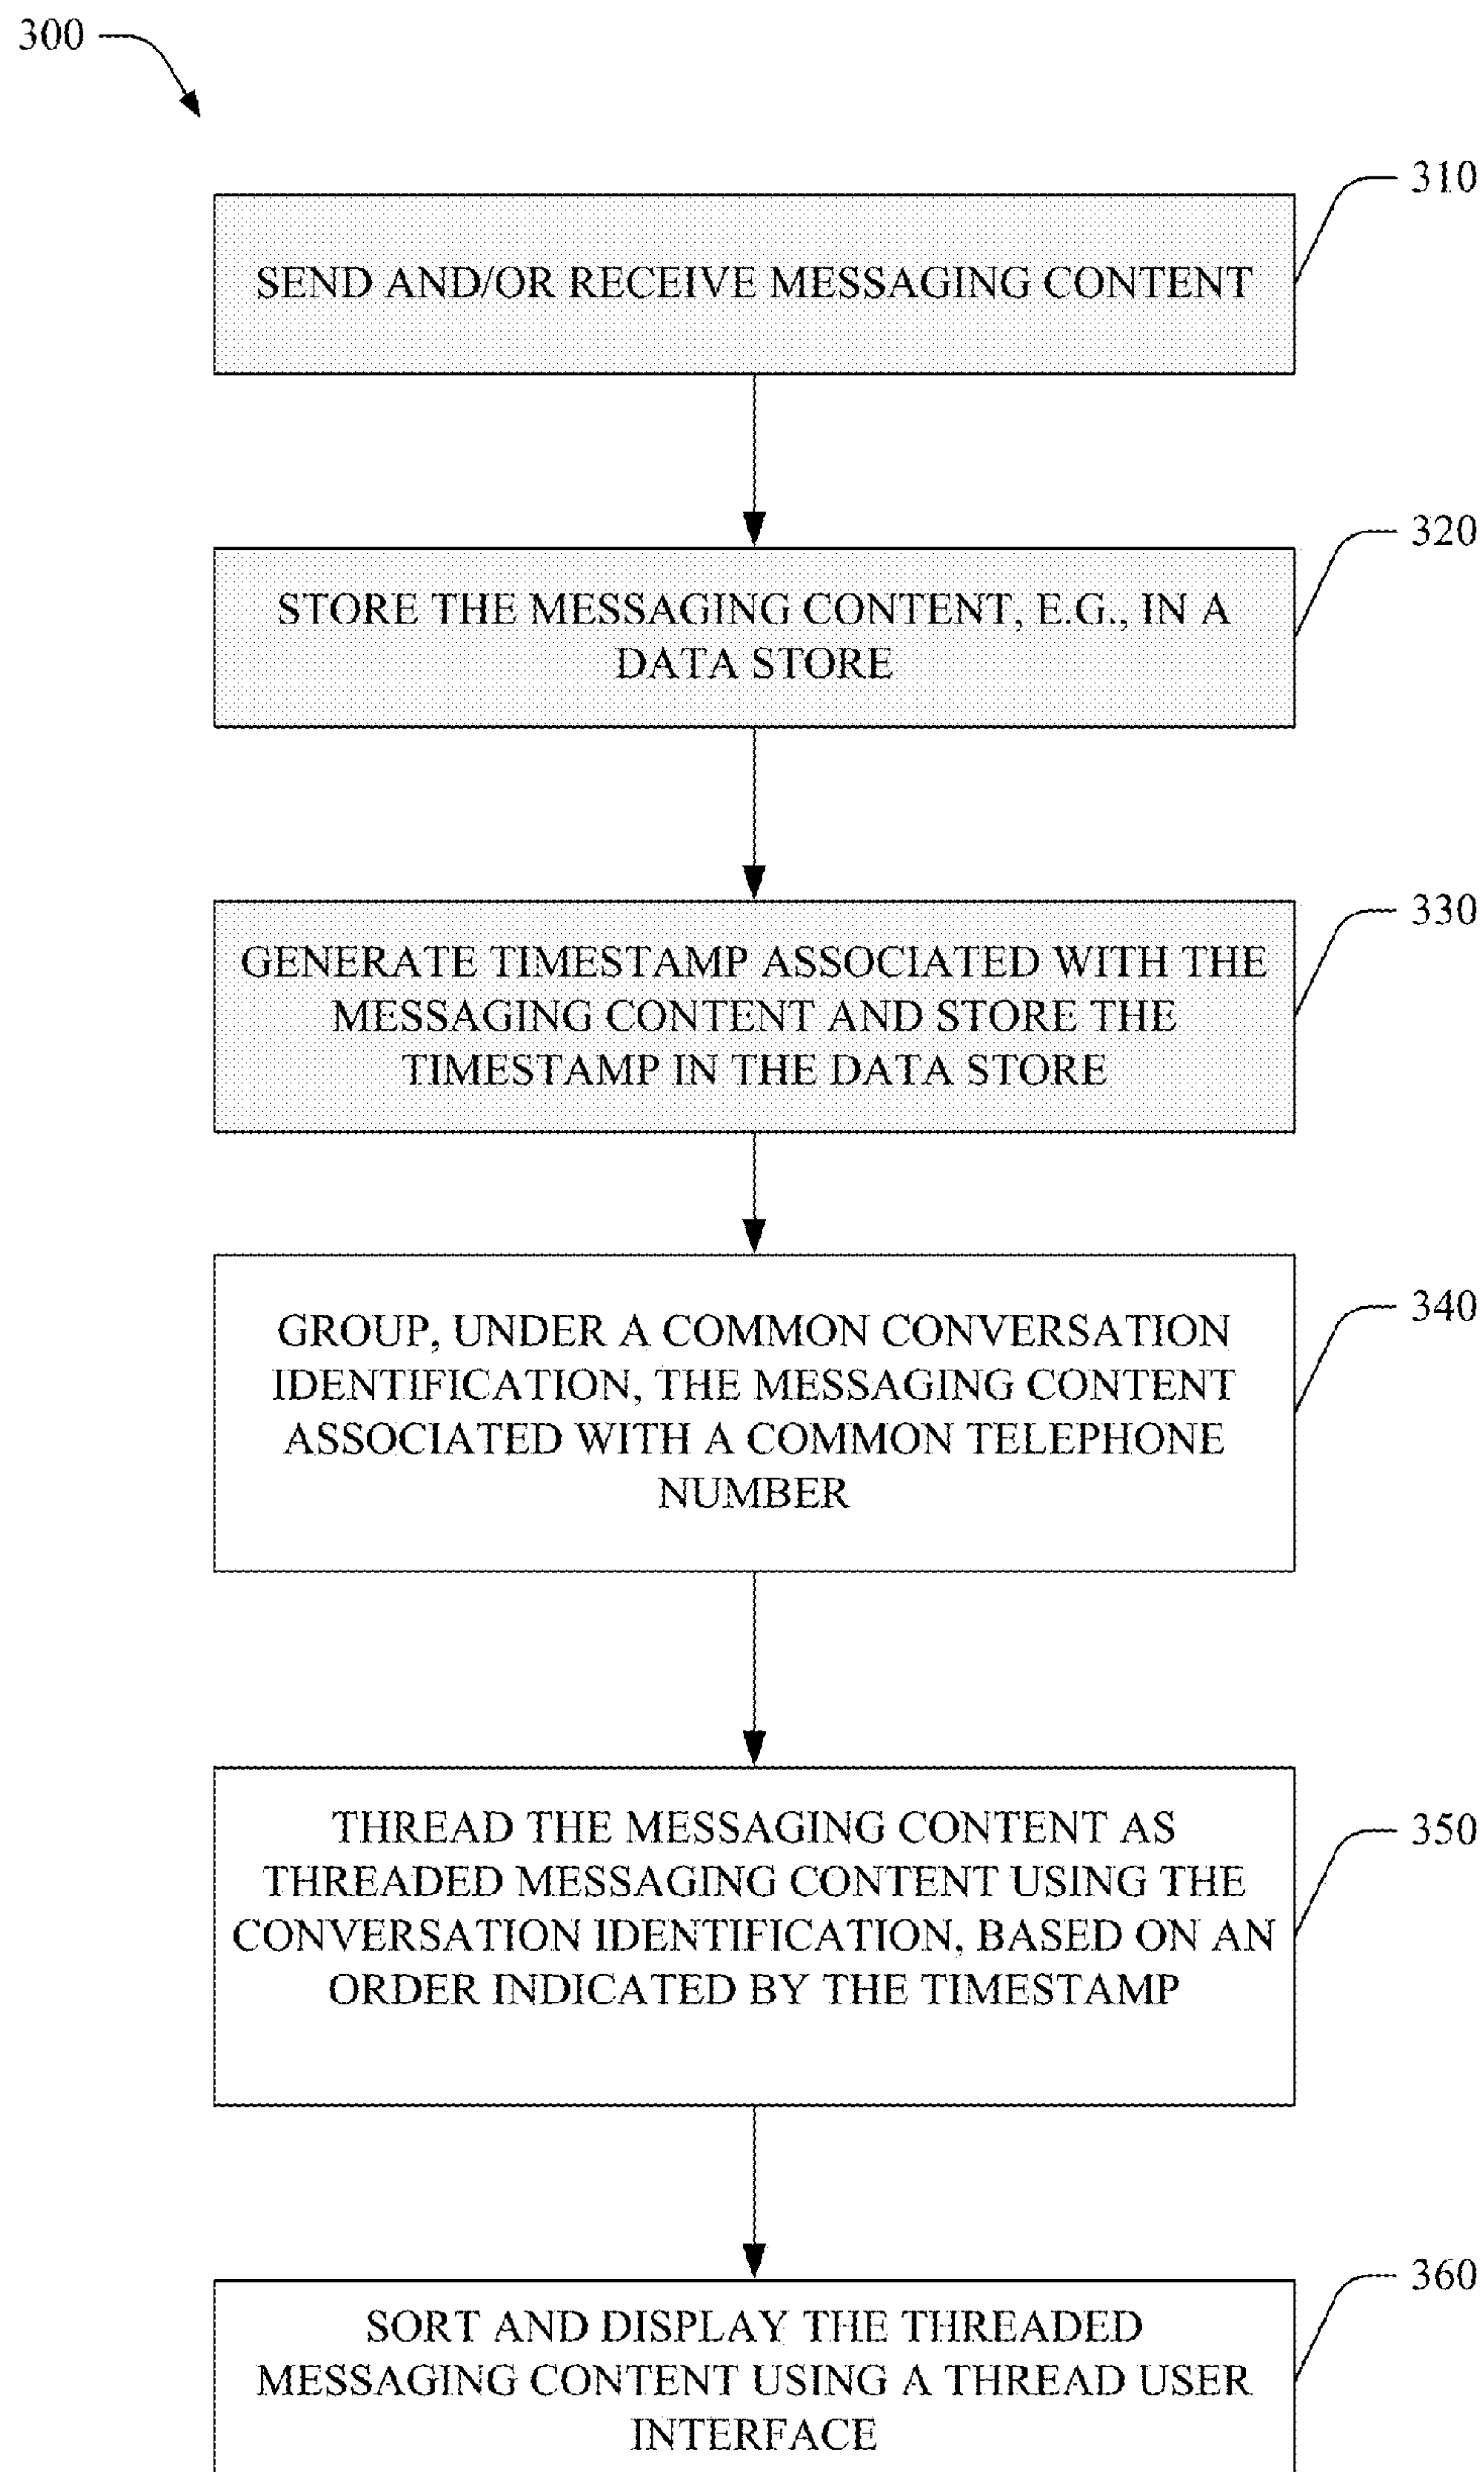 300
310
SEND AND/OR RECEIVE MESSAGING CONTENT
320
STORE THE MESSAGING CONTENT, E.G., IN A
DATA STORE
330
GENERATE TIMESTAMP ASSOCIATED WITH THE
MESSAGING CONTENT AND STORE THE
TIMESTAMP IN THE DATA STORE
340
GROUP, UNDER A COMMON CONVERSATION
IDENTIFICATION, THE MESSAGING CONTENT
ASSOCIATED WITH A COMMON TELEPHONE
NUMBER
350
THREAD THE MESSAGING CONTENT AS
THREADED MESSAGING CONTENT USING THE
CONVERSATION IDENTIFICATION, BASED ON AN
ORDER INDICATED BY THE TIMESTAMP
360
SORT AND DISPLAY THE THREADED
MESSAGING CONTENT USING A THREAD USER
INTERFACE